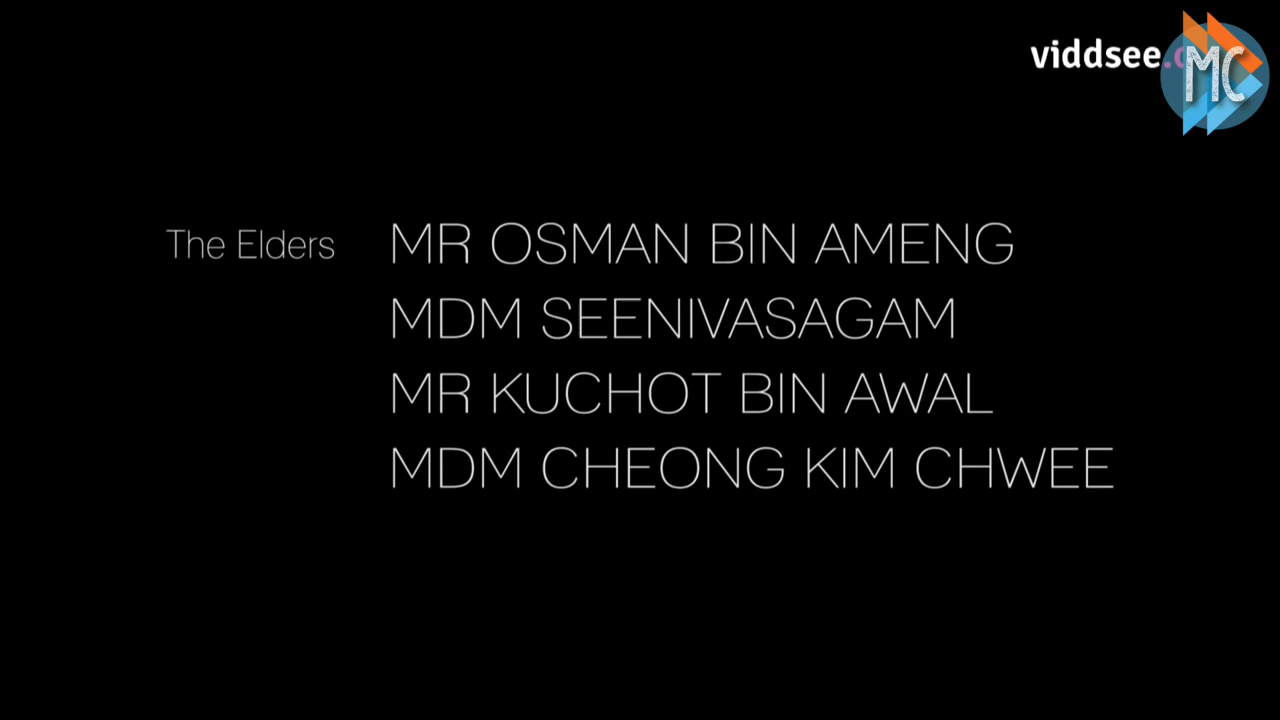 viddsee
MC
The Elders MR OSMAN BIN AMENG
MDM SEENIVASAGAM
MR KUCHOT BIN AWAL
MDM CHEONG KIM CHWEE